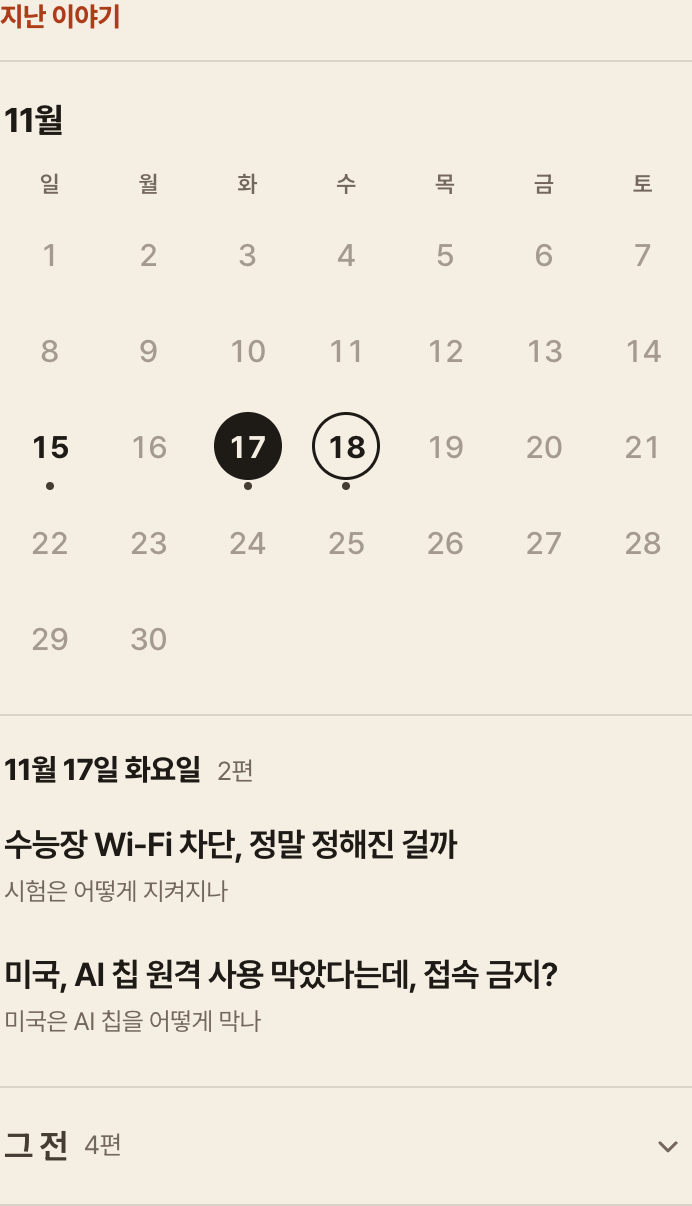 지난 이야기
11월
일 월 화 수 목 금 토
1 2 3 4 5 6 7
8 9 10 11 12 13 14
15 16 17 18 19 20 21
22 23 24 25 26 27 28
29 30
11월 17일 화요일 2편
수능장 Wi-Fi 차단, 정말 정해진 걸까
시험은 어떻게 지켜지나
미국, AI 칩 원격 사용 막았다는데, 접속 금지?
미국은 AI 칩을 어떻게 막나
그 전 4편